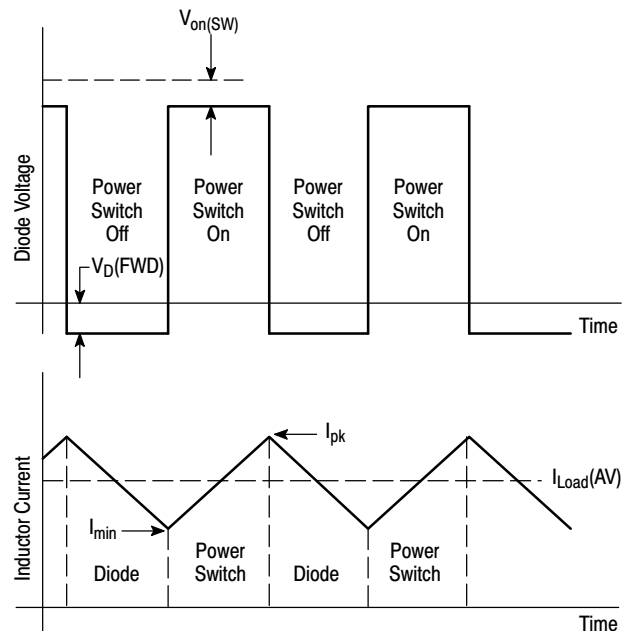 Von(SW)
Diode Voltage
Power
Switch
Off
Power
Switch
On
Power
Switch
Off
Power
Switch
On
VD(FWD)
Time
Inductor Current
Ipk
ILoad(AV)
Imin
Diode
Power
Switch
Diode
Power
Switch
Time